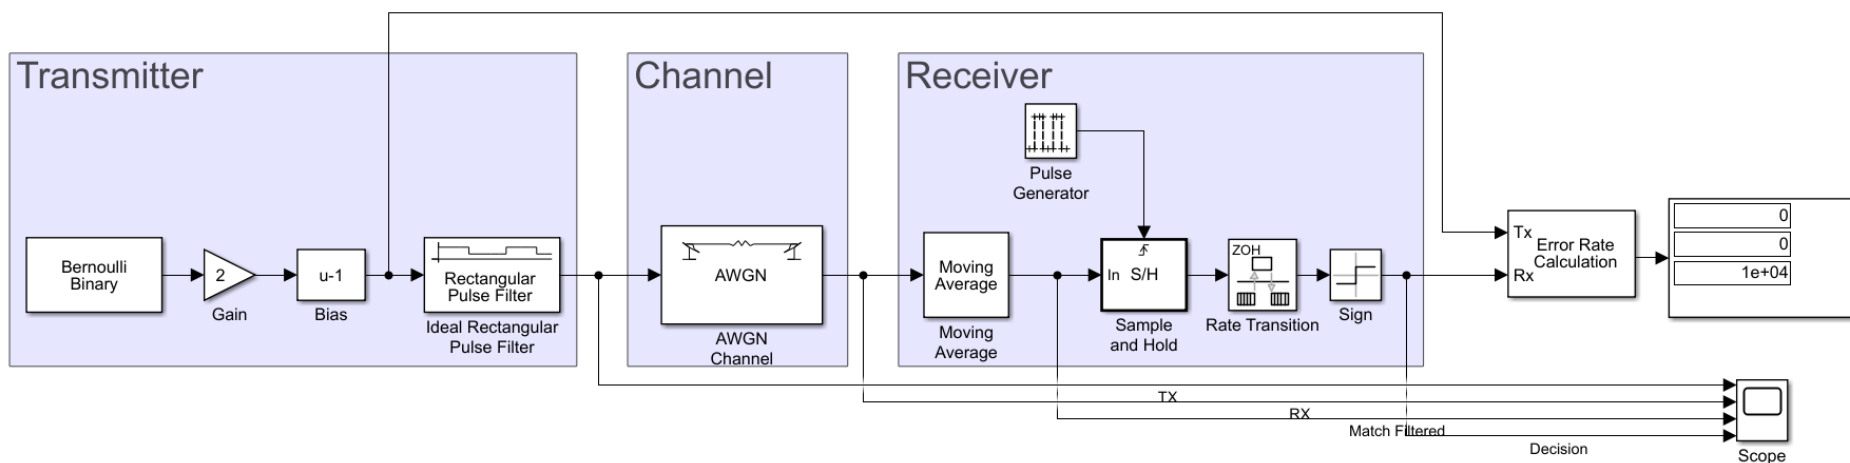 Transmitter
Channel
Receiver
Pulse
Generator
Bernoulli
Binary
2
Gain
u-1
Bias
Rectangular
Pulse Filter
Ideal Rectangular
Pulse Filter
AWGN
AWGN
Channel
Moving
Average
Moving
Average
In S/H
Sample
and Hold
ZOH
Rate Transition
Sign
Tx
Rx
Error Rate
Calculation
0
0
1e+04
TX
RX
Match Filtered
Decision
Scope